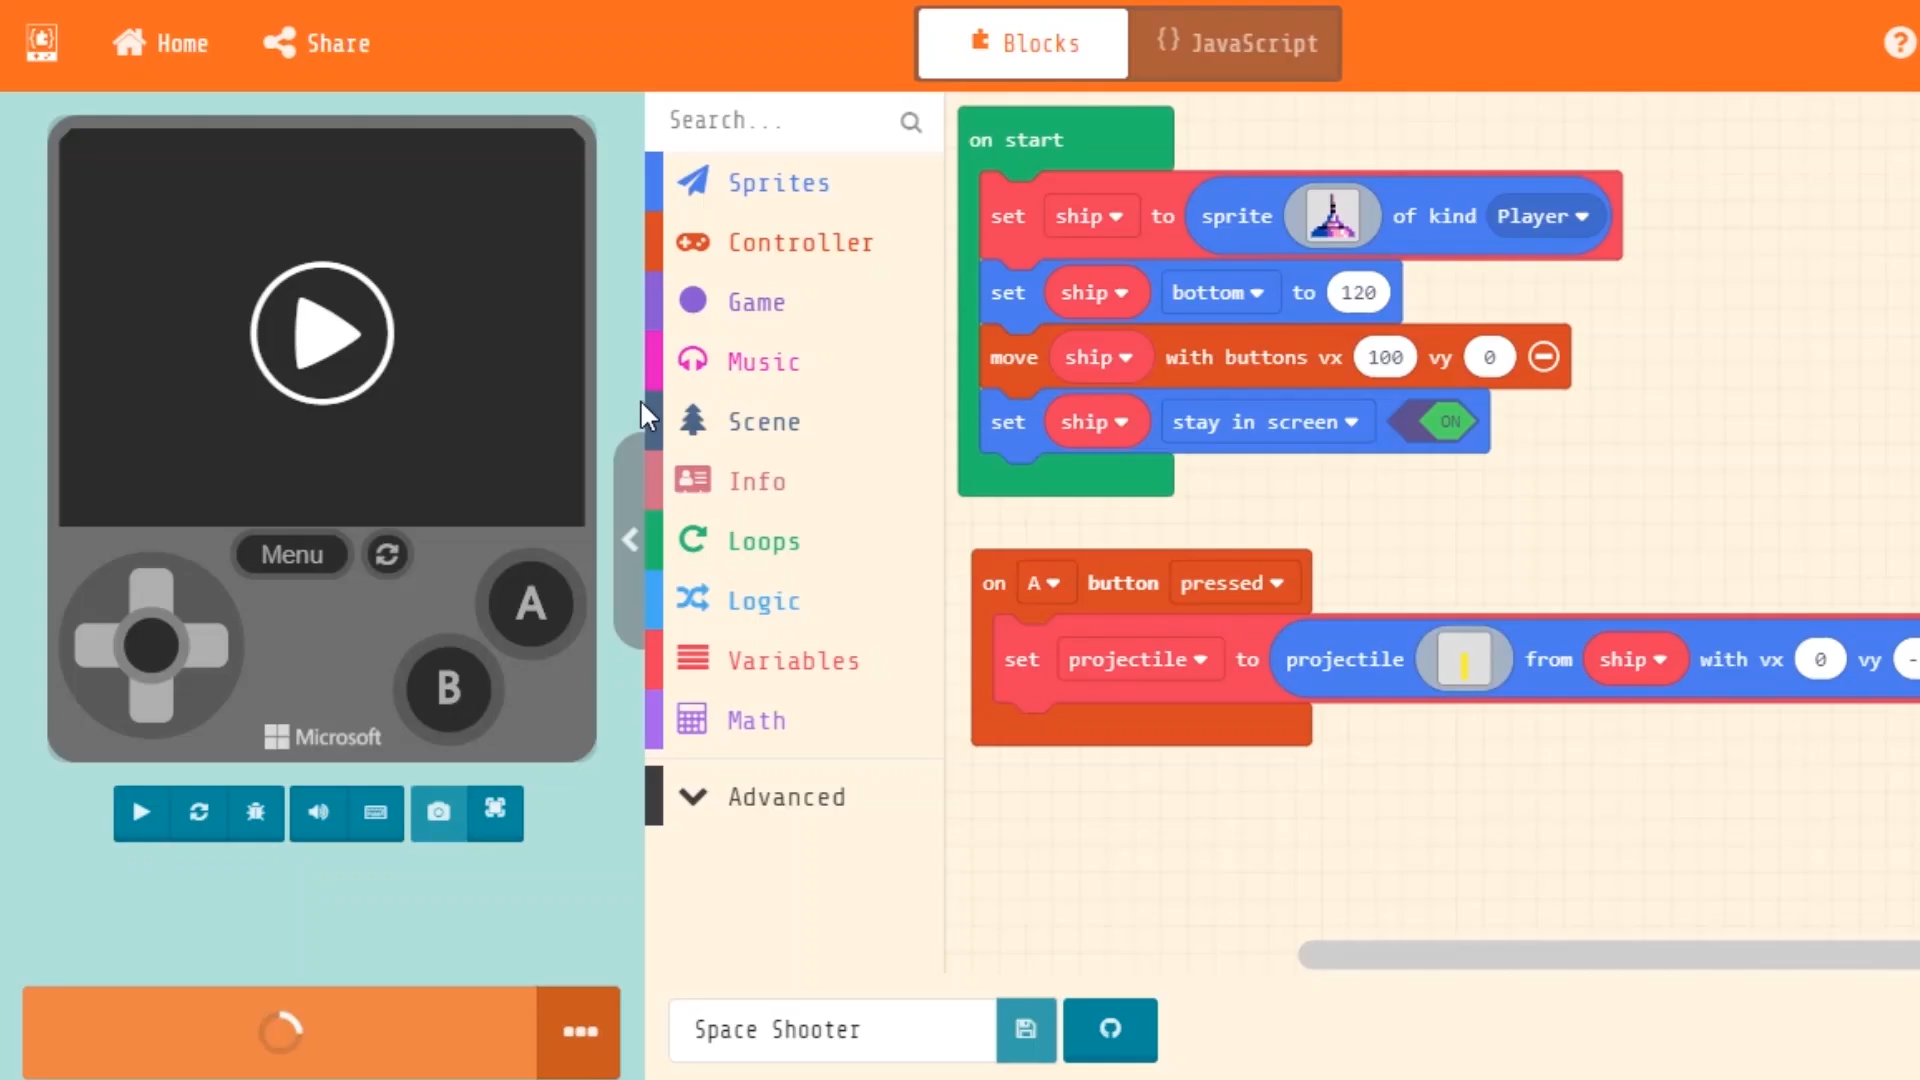 Home
Share
Blocks
{} JavaScript
?
Search...
Sprites
Controller
Game
Music
Scene
Info
Loops
Logic
Variables
Math
Advanced
Menu
A
B
Microsoft
on start
set ship to sprite of kind Player
set ship bottom to 120
move ship with buttons vx 100 vy 0
set ship stay in screen ON
on A button pressed
set projectile to projectile from ship with vx 0 vy -
Space Shooter